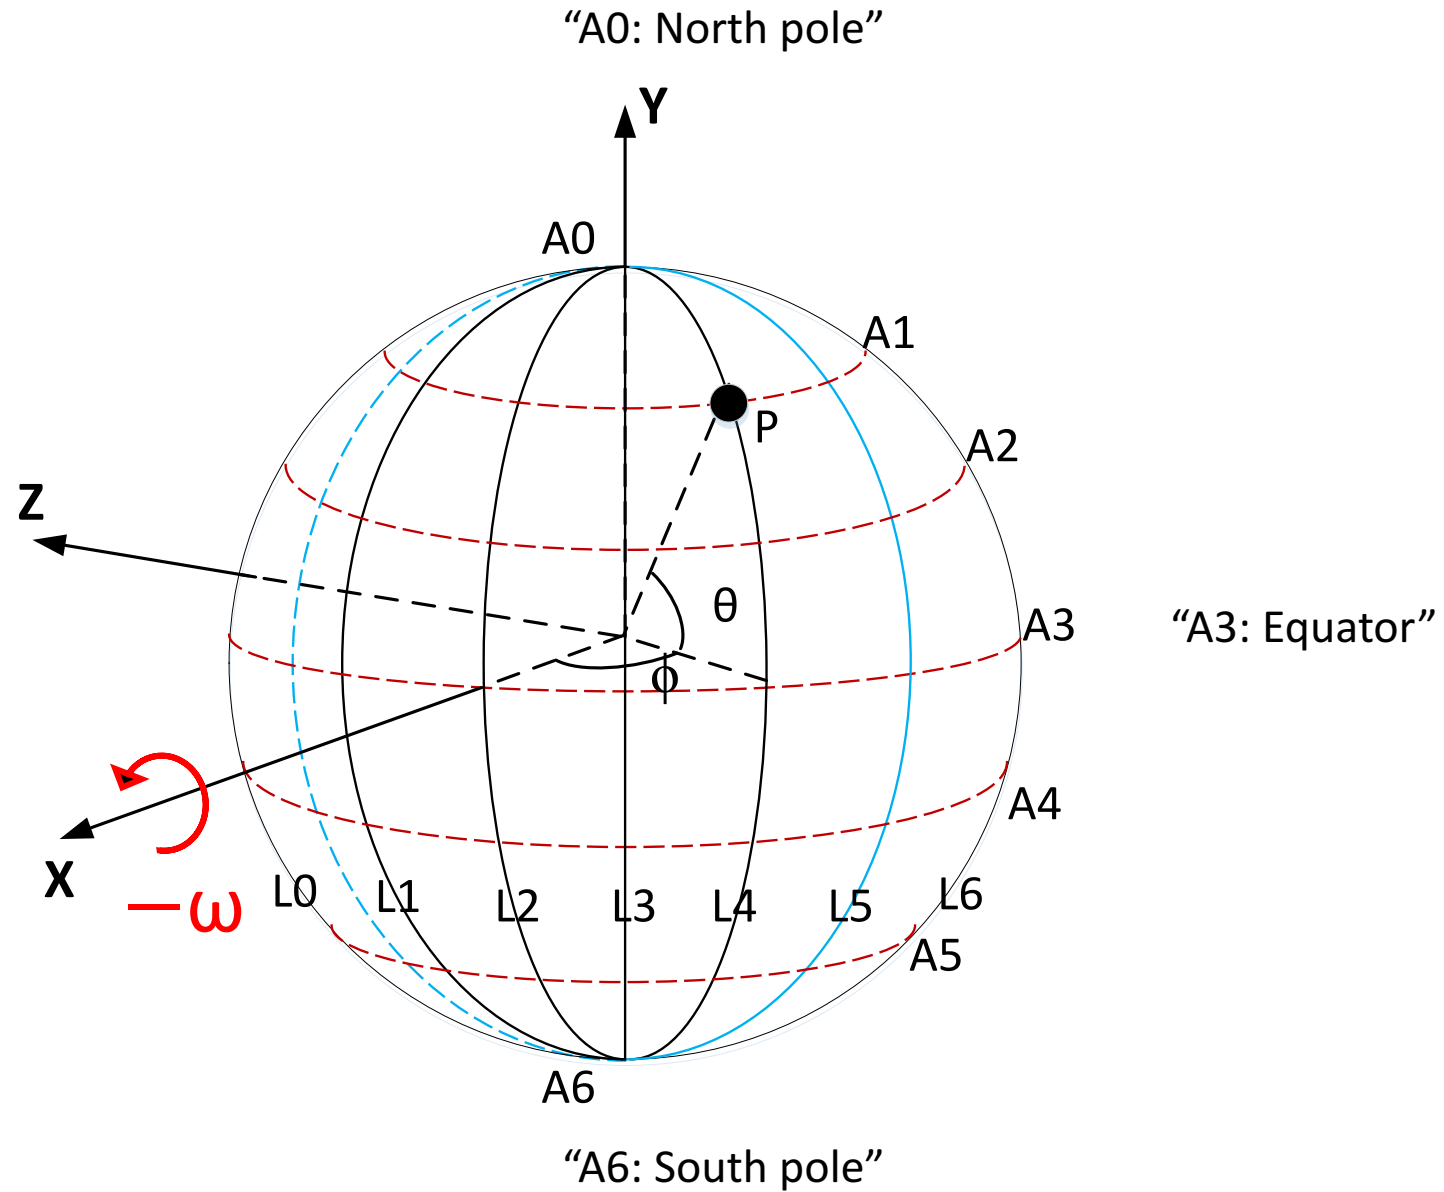 “A0: North pole”
Y
A0
A1
P
A2
Z
θ
A3
“A3: Equator”
ϕ
A4
X
−ω
L0
L1
L2
L3
L4
L5
L6
A5
A6
“A6: South pole”